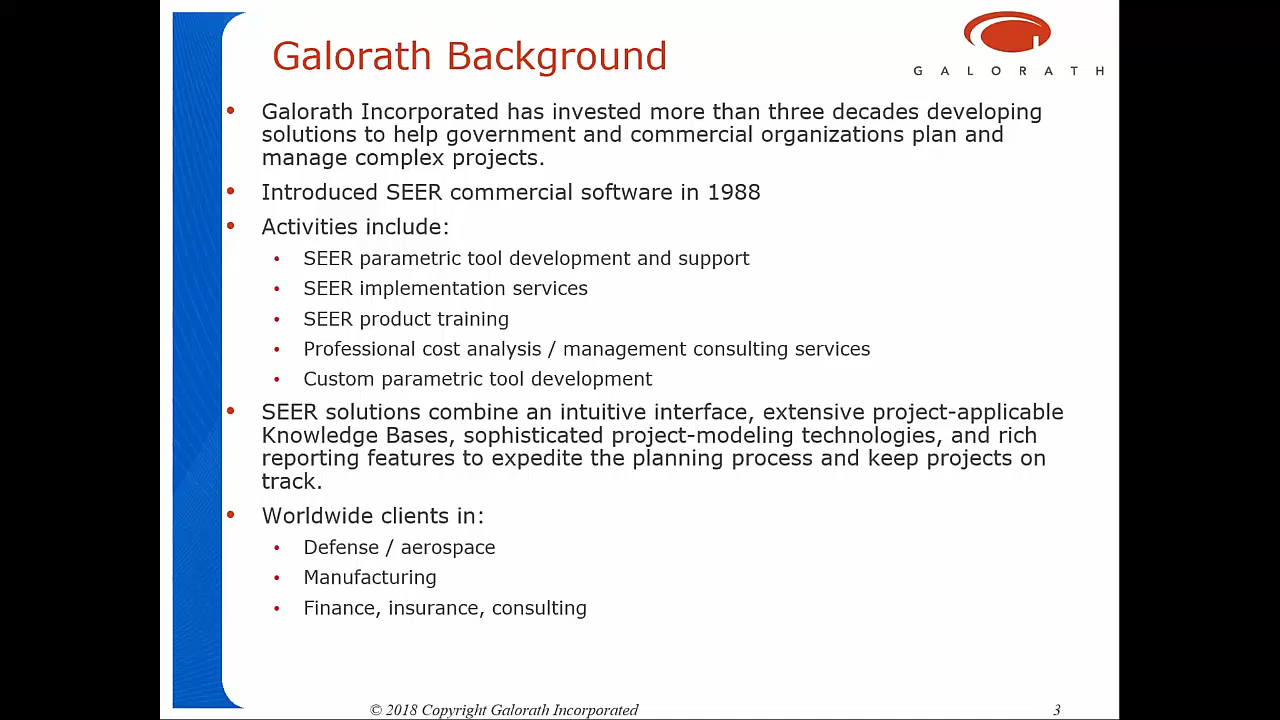 Galorath Background
G A L O R A T H
• Galorath Incorporated has invested more than three decades developing
solutions to help government and commercial organizations plan and
manage complex projects.
• Introduced SEER commercial software in 1988
• Activities include:
• SEER parametric tool development and support
• SEER implementation services
• SEER product training
• Professional cost analysis / management consulting services
• Custom parametric tool development
• SEER solutions combine an intuitive interface, extensive project-applicable
Knowledge Bases, sophisticated project-modeling technologies, and rich
reporting features to expedite the planning process and keep projects on
track.
• Worldwide clients in:
• Defense / aerospace
• Manufacturing
• Finance, insurance, consulting
© 2018 Copyright Galorath Incorporated
3